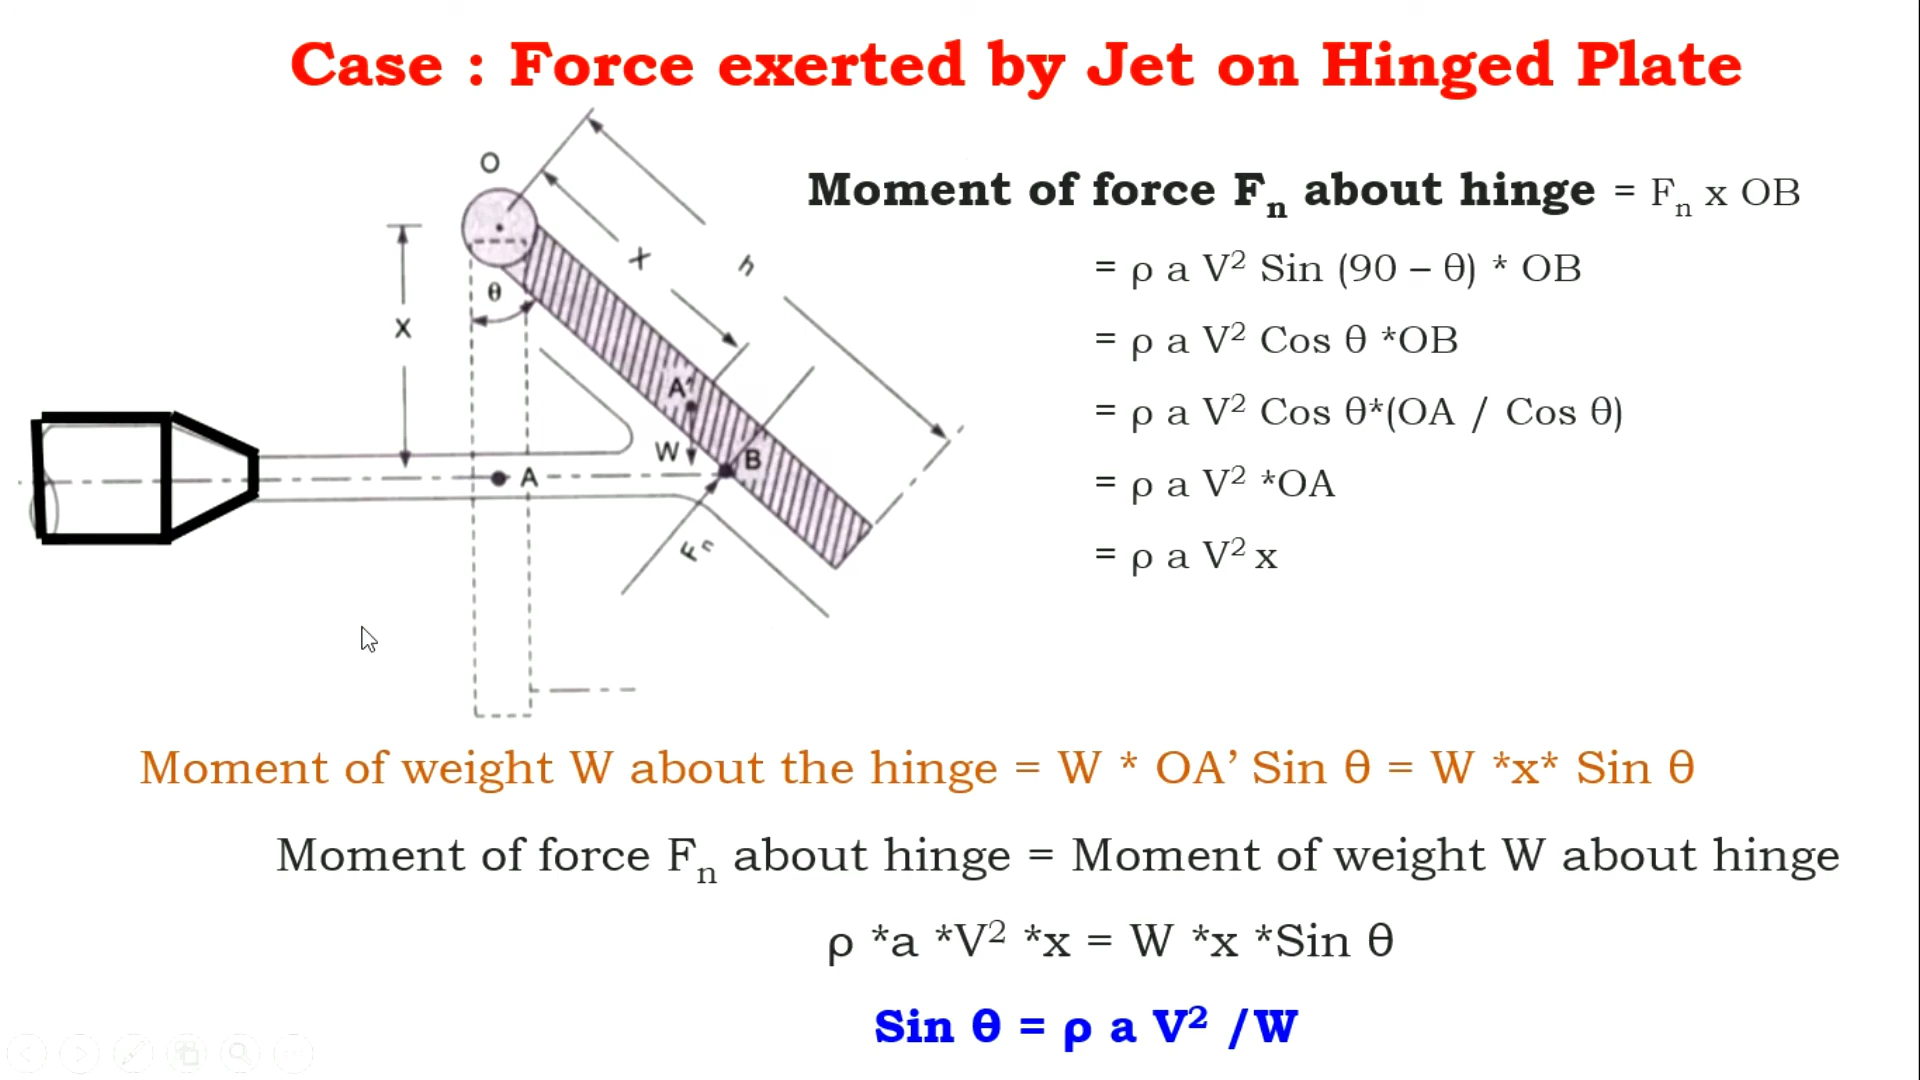 Case : Force exerted by Jet on Hinged Plate
O
θ
X
X
h
A'
W
B
A
Fn
Moment of force Fn about hinge = Fn x OB
= ρ a V² Sin (90 – θ) * OB
= ρ a V² Cos θ *OB
= ρ a V² Cos θ*(OA / Cos θ)
= ρ a V² *OA
= ρ a V² x
Moment of weight W about the hinge = W * OA’ Sin θ = W *x* Sin θ
Moment of force Fn about hinge = Moment of weight W about hinge
ρ *a *V² *x = W *x *Sin θ
Sin θ = ρ a V² /W